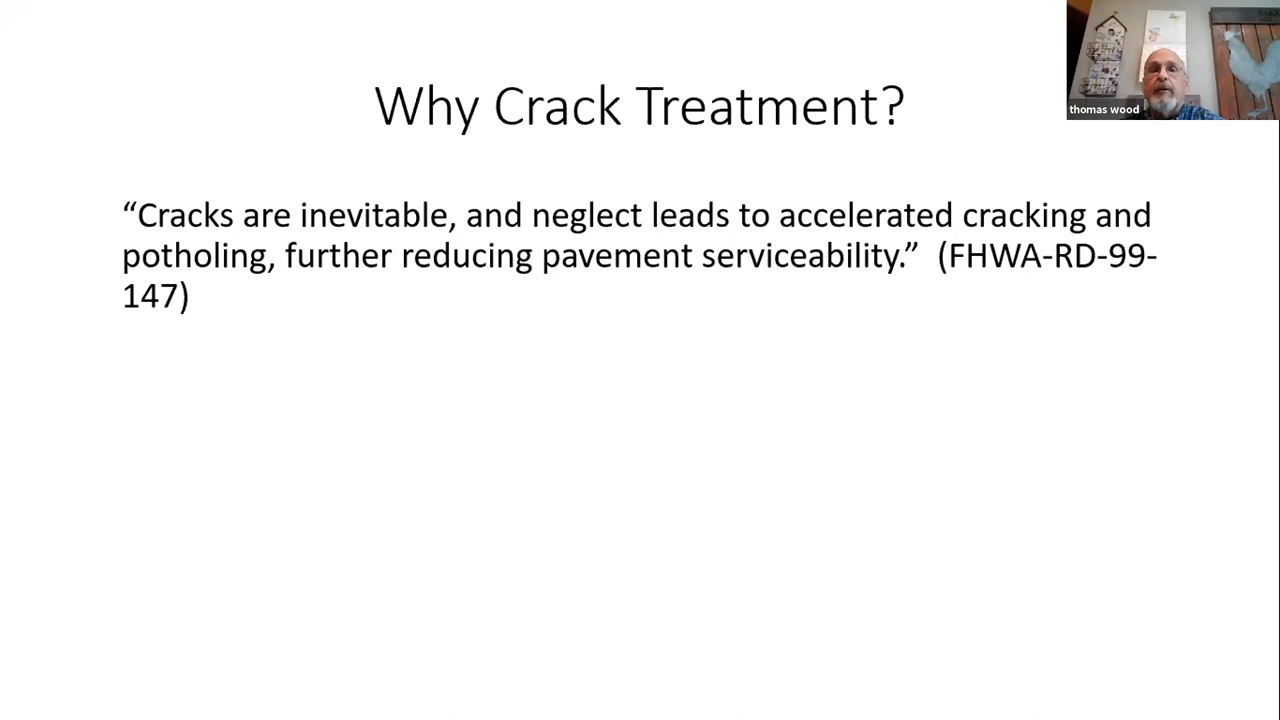 Why Crack Treatment?
“Cracks are inevitable, and neglect leads to accelerated cracking and
potholing, further reducing pavement serviceability.”  (FHWA-RD-99-
147)
thomas wood